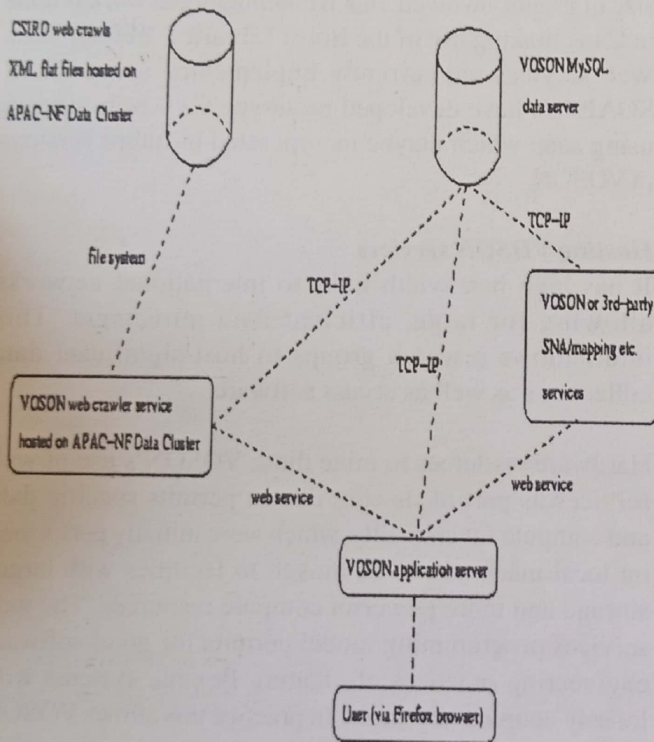 CSIRO web crawls
XML flat files hosted on
APAC-NF Data Cluster
VOSON MySQL
data server
file system
TCP-IP
TCP-IP
TCP-IP
VOSON or 3rd-party
SNA/mapping etc.
services
VOSON web crawler service
hosted on APAC-NF Data Cluster
web service
web service
VOSON application server
User (via Firefox browser)